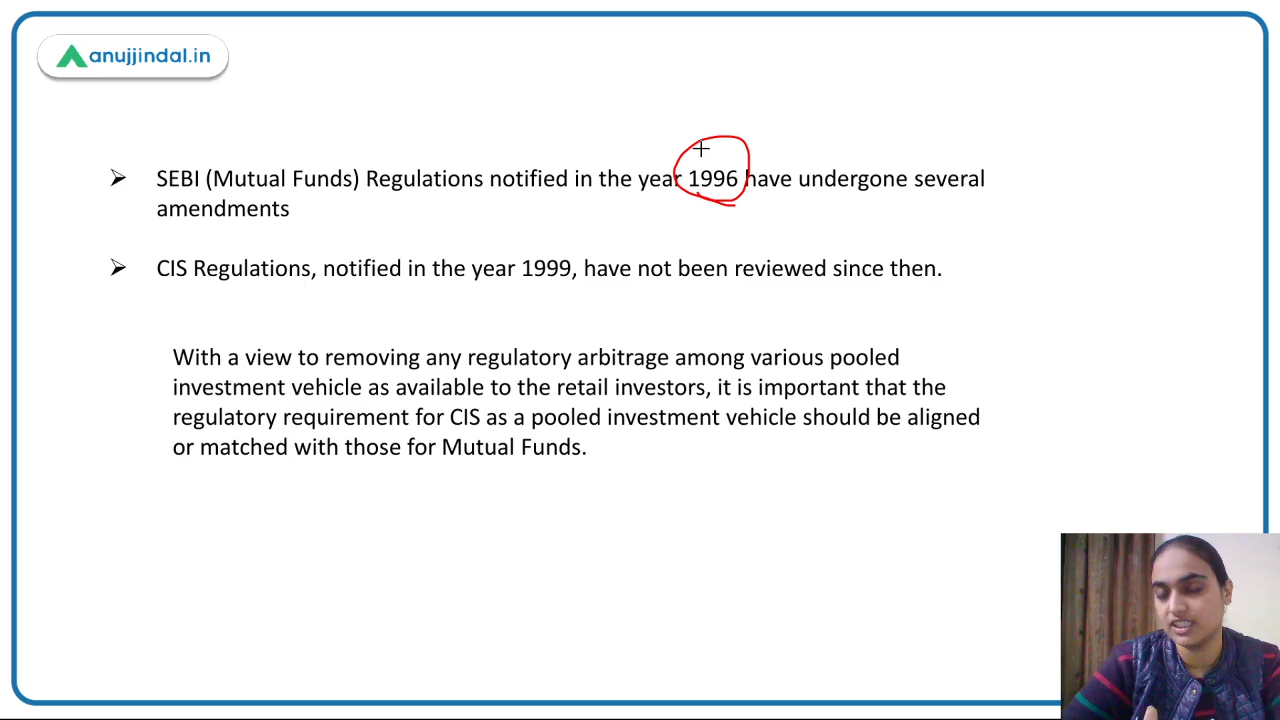 anujjindal.in
SEBI (Mutual Funds) Regulations notified in the year 1996 have undergone several
amendments
CIS Regulations, notified in the year 1999, have not been reviewed since then.
With a view to removing any regulatory arbitrage among various pooled
investment vehicle as available to the retail investors, it is important that the
regulatory requirement for CIS as a pooled investment vehicle should be aligned
or matched with those for Mutual Funds.